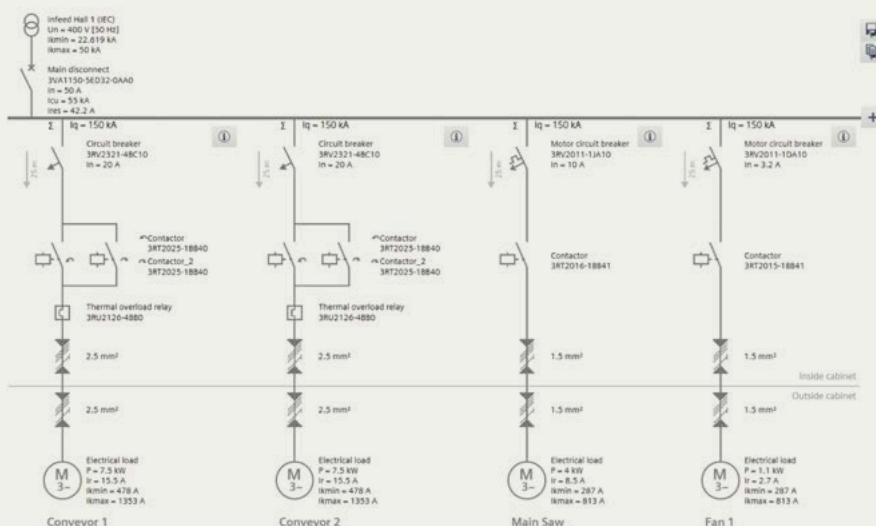 Infeed Hall 1 (IEC)
Un = 400 V [50 Hz]
Ikmin = 22.619 kA
Ikmax = 50 kA
Main disconnect
3VA1150-5ED32-0AA0
In = 50 A
Icu = 55 kA
Ires = 42.2 A
Σ Iq = 150 kA
Circuit breaker
3RV2321-4BC10
In = 20 A
25 m
Contactor
3RT2025-1BB40
Contactor_2
3RT2025-1BB40
Thermal overload relay
3RU2126-4BB0
2.5 mm²
2.5 mm²
M
3~
Electrical load
P = 7.5 kW
Ir = 15.5 A
Ikmin = 478 A
Ikmax = 1353 A
Conveyor 1
Σ Iq = 150 kA
Circuit breaker
3RV2321-4BC10
In = 20 A
25 m
Contactor
3RT2025-1BB40
Contactor_2
3RT2025-1BB40
Thermal overload relay
3RU2126-4BB0
2.5 mm²
2.5 mm²
M
3~
Electrical load
P = 7.5 kW
Ir = 15.5 A
Ikmin = 478 A
Ikmax = 1353 A
Conveyor 2
Σ Iq = 150 kA
Motor circuit breaker
3RV2011-1JA10
In = 10 A
25 m
Contactor
3RT2016-1BB41
1.5 mm²
1.5 mm²
M
3~
Electrical load
P = 4 kW
Ir = 8.5 A
Ikmin = 287 A
Ikmax = 813 A
Main Saw
Σ Iq = 150 kA
Motor circuit breaker
3RV2011-1DA10
In = 3.2 A
25 m
Contactor
3RT2015-1BB41
1.5 mm²
Inside cabinet
Outside cabinet
1.5 mm²
M
3~
Electrical load
P = 1.1 kW
Ir = 2.7 A
Ikmin = 287 A
Ikmax = 813 A
Fan 1